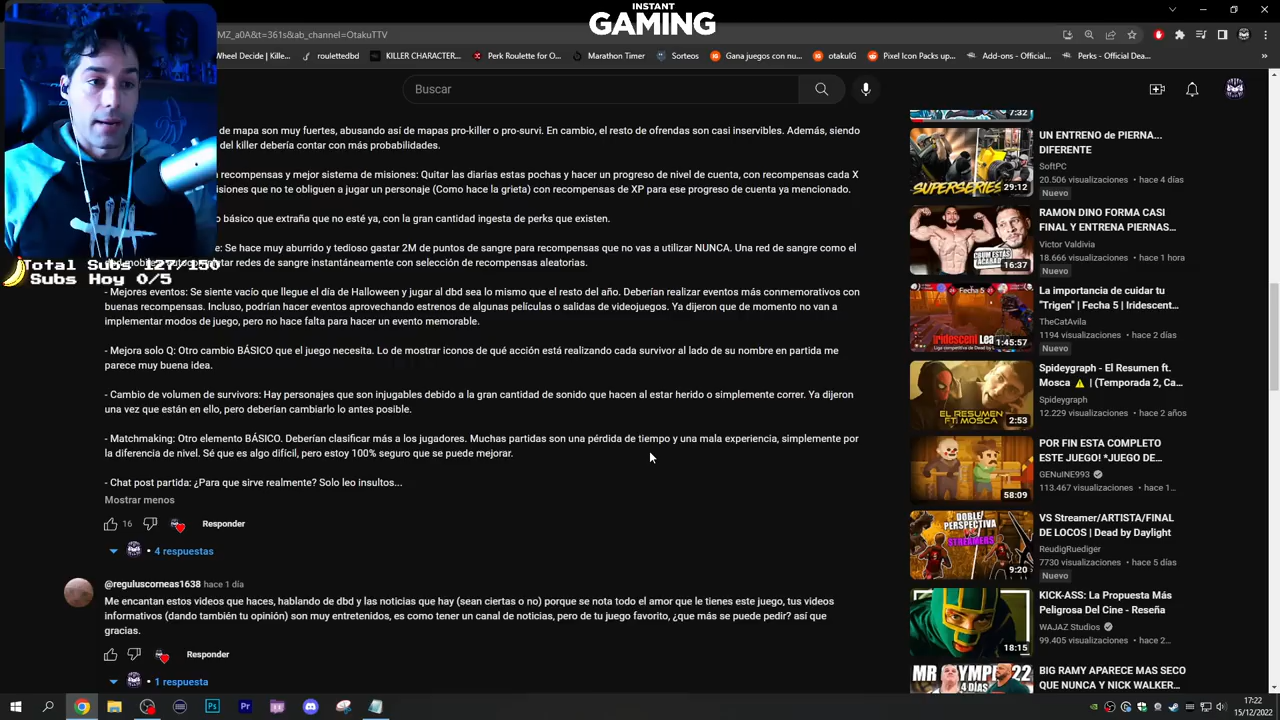 INSTANT
GAMING
MZ_a0A&t=361s&ab_channel=OtakuTTV
Wheel Decide | Kille...
roulettedbd
KILLER CHARACTER...
Perk Roulette for O...
Marathon Timer
Sorteos
Gana juegos con nu...
otakulG
Pixel Icon Packs up...
Add-ons - Official...
Perks - Official Dea...
Buscar
de mapa son muy fuertes, abusando así de mapas pro-killer o pro-survi. En cambio, el resto de ofrendas son casi inservibles. Además, siendo
del killer debería contar con más probabilidades.
recompensas y mejor sistema de misiones: Quitar las diarias estas pochas y hacer un progreso de nivel de cuenta, con recompensas cada X
isiones que no te obliguen a jugar un personaje (Como hace la grieta) con recompensas de XP para ese progreso de cuenta ya mencionado.
o básico que extraña que no esté ya, con la gran cantidad ingesta de perks que existen.
e: Se hace muy aburrido y tedioso gastar 2M de puntos de sangre para recompensas que no vas a utilizar NUNCA. Una red de sangre como el
redes de sangre instantáneamente con selección de recompensas aleatorias.
Total Subs 127/150
Subs Hoy 0/5
- Mejores eventos: Se siente vacío que llegue el día de Halloween y jugar al dbd sea lo mismo que el resto del año. Deberían realizar eventos más conmemorativos con
buenas recompensas. Incluso, podrían hacer eventos aprovechando estrenos de algunas películas o salidas de videojuegos. Ya dijeron que de momento no van a
implementar modos de juego, pero no hace falta para hacer un evento memorable.
- Mejora solo Q: Otro cambio BÁSICO que el juego necesita. Lo de mostrar iconos de qué acción está realizando cada survivor al lado de su nombre en partida me
parece muy buena idea.
- Cambio de volumen de survivors: Hay personajes que son injugables debido a la gran cantidad de sonido que hacen al estar herido o simplemente correr. Ya dijeron
una vez que están en ello, pero deberían cambiarlo lo antes posible.
- Matchmaking: Otro elemento BÁSICO. Deberían clasificar más a los jugadores. Muchas partidas son una pérdida de tiempo y una mala experiencia, simplemente por
la diferencia de nivel. Sé que es algo difícil, pero estoy 100% seguro que se puede mejorar.
- Chat post partida: ¿Para que sirve realmente? Solo leo insultos...
Mostrar menos
16
Responder
4 respuestas
@reguluscorneas1638 hace 1 día
Me encantan estos videos que haces, hablando de dbd y las noticias que hay (sean ciertas o no) porque se nota todo el amor que le tienes este juego, tus videos
informativos (dando también tu opinión) son muy entretenidos, es como tener un canal de noticias, pero de tu juego favorito, ¿que más se puede pedir? así que
gracias.
Responder
1 respuesta
7:32
SUPERSERIES
29:12
UN ENTRENO de PIERNA...
DIFERENTE
SoftPC
20.506 visualizaciones • hace 4 días
Nuevo
16:37
RAMON DINO FORMA CASI
FINAL Y ENTRENA PIERNAS...
Victor Valdivia
18.666 visualizaciones • hace 1 hora
Nuevo
Fecha 5
Iridescent Lea
1:45:57
La importancia de cuidar tu
"Trigen" | Fecha 5 | Iridescent...
TheCatAvila
1194 visualizaciones • hace 2 días
Nuevo
EL RESUMEN
FT: MOSCA
2:53
Spideygraph - El Resumen ft.
Mosca ⚠ | (Temporada 2, Ca...
Spideygraph
12.229 visualizaciones • hace 2 años
58:09
POR FIN ESTA COMPLETO
ESTE JUEGO! *JUEGO DE...
GENuINE993
113.467 visualizaciones • hace 1...
DOBLE
PERSPECTIVA
STREAMERS
9:20
VS Streamer/ARTISTA/FINAL
DE LOCOS | Dead by Daylight
ReudigRuediger
7730 visualizaciones • hace 5 días
Nuevo
18:15
KICK-ASS: La Propuesta Más
Peligrosa Del Cine - Reseña
WAJAZ Studios
99.405 visualizaciones • hace 2...
MR OLYMPIA 22
4 DÍAS
BIG RAMY APARECE MAS SECO
QUE NUNCA Y NICK WALKER...
17:22
15/12/2022